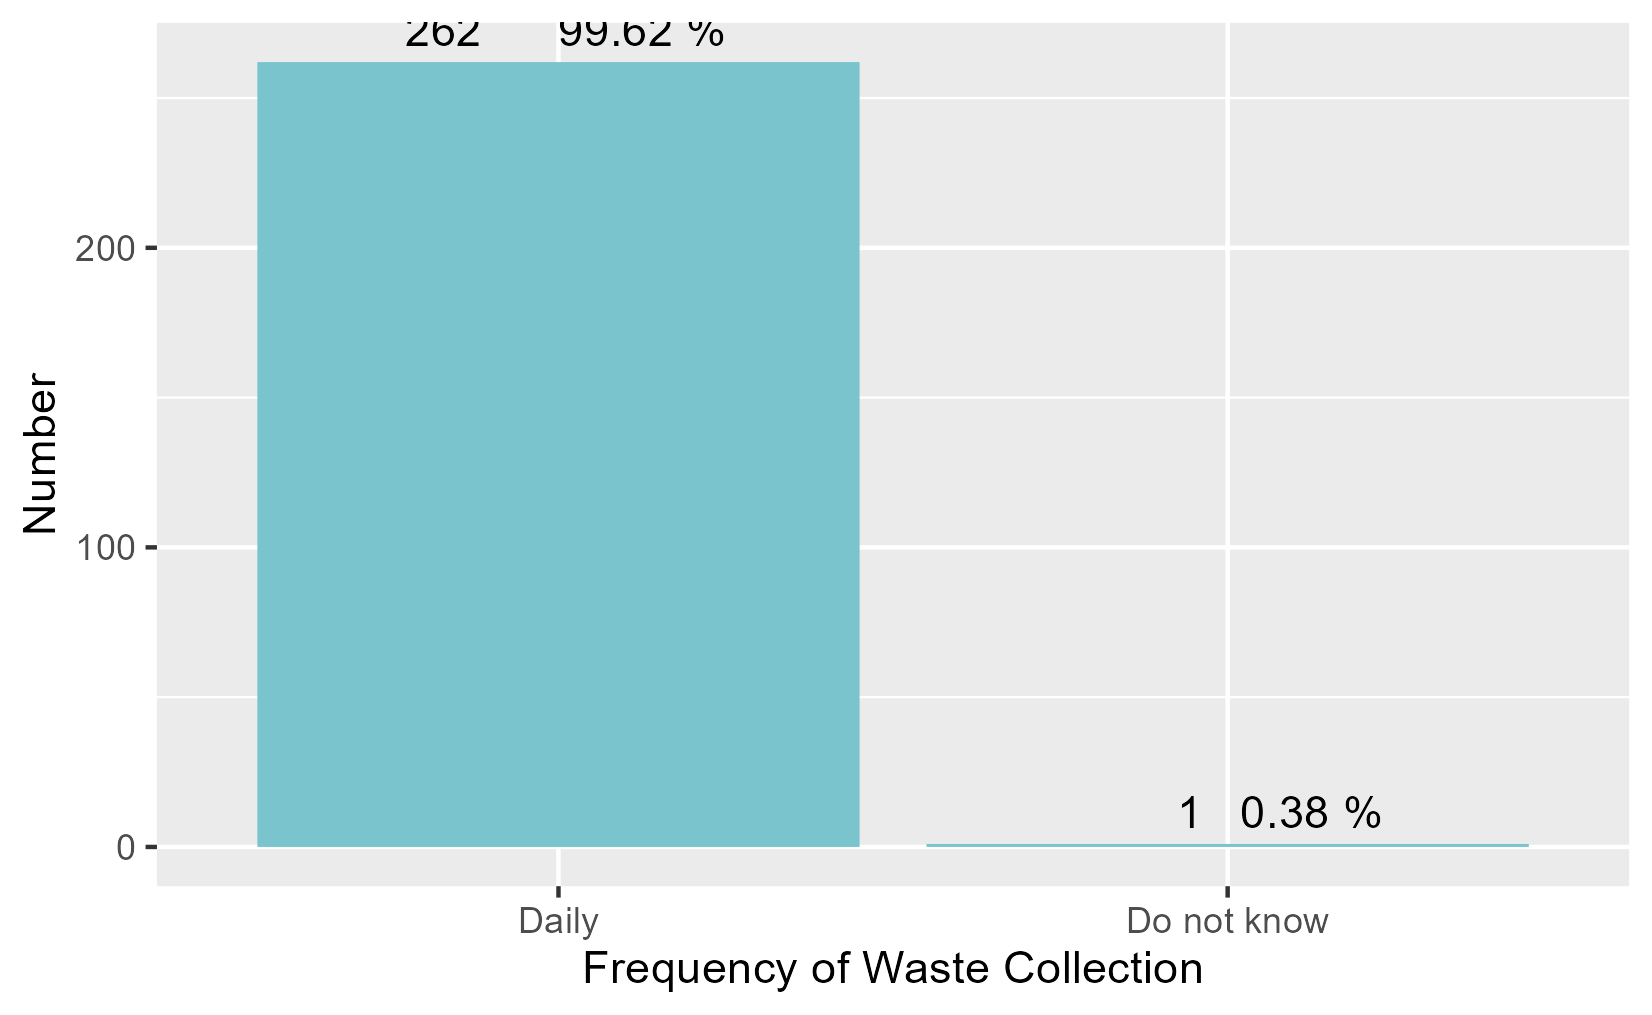 262 99.62 %
200
Number
100
1 0.38 %
0
Daily Do not know
Frequency of Waste Collection